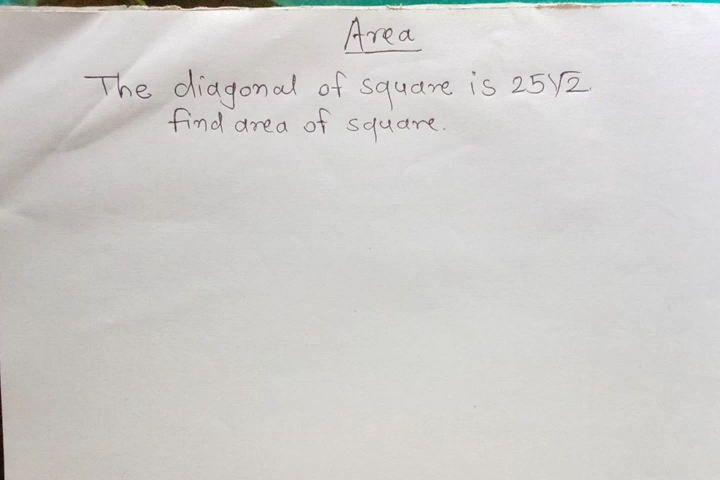 Area
The diagonal of square is 25√2.
find area of square.